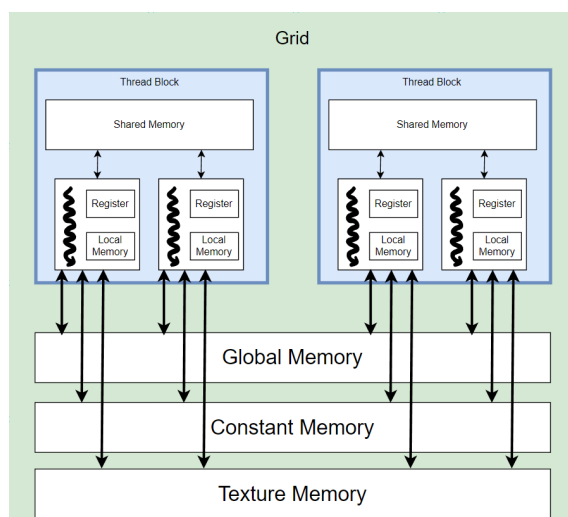 Grid
Thread Block
Shared Memory
Register
Local
Memory
Register
Local
Memory
Thread Block
Shared Memory
Register
Local
Memory
Register
Local
Memory
Global Memory
Constant Memory
Texture Memory